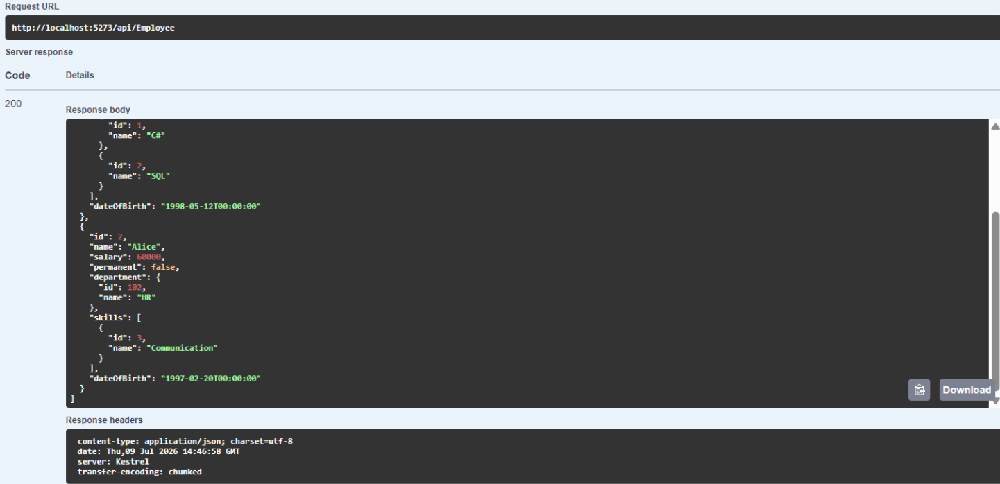 Request URL
http://localhost:5273/api/Employee
Server response
Code Details
200
Response body
"id": 1,
"name": "C#"
},
{
"id": 2,
"name": "SQL"
}
],
"dateOfBirth": "1998-05-12T00:00:00"
},
{
"id": 2,
"name": "Alice",
"salary": 60000,
"permanent": false,
"department": {
"id": 102,
"name": "HR"
},
"skills": [
{
"id": 3,
"name": "Communication"
}
],
"dateOfBirth": "1997-02-20T00:00:00"
}
]
Download
Response headers
content-type: application/json; charset=utf-8
date: Thu,09 Jul 2026 14:46:58 GMT
server: Kestrel
transfer-encoding: chunked